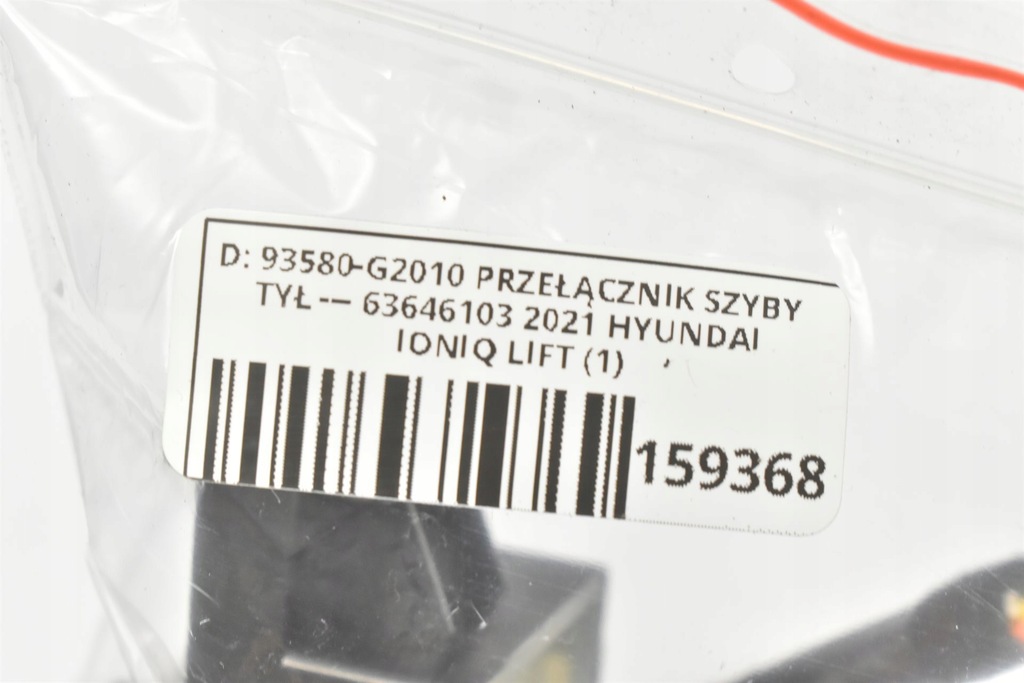 D: 93580-G2010 PRZEŁĄCZNIK SZYBY
TYŁ -– 63646103 2021 HYUNDAI
IONIQ LIFT (1)
159368